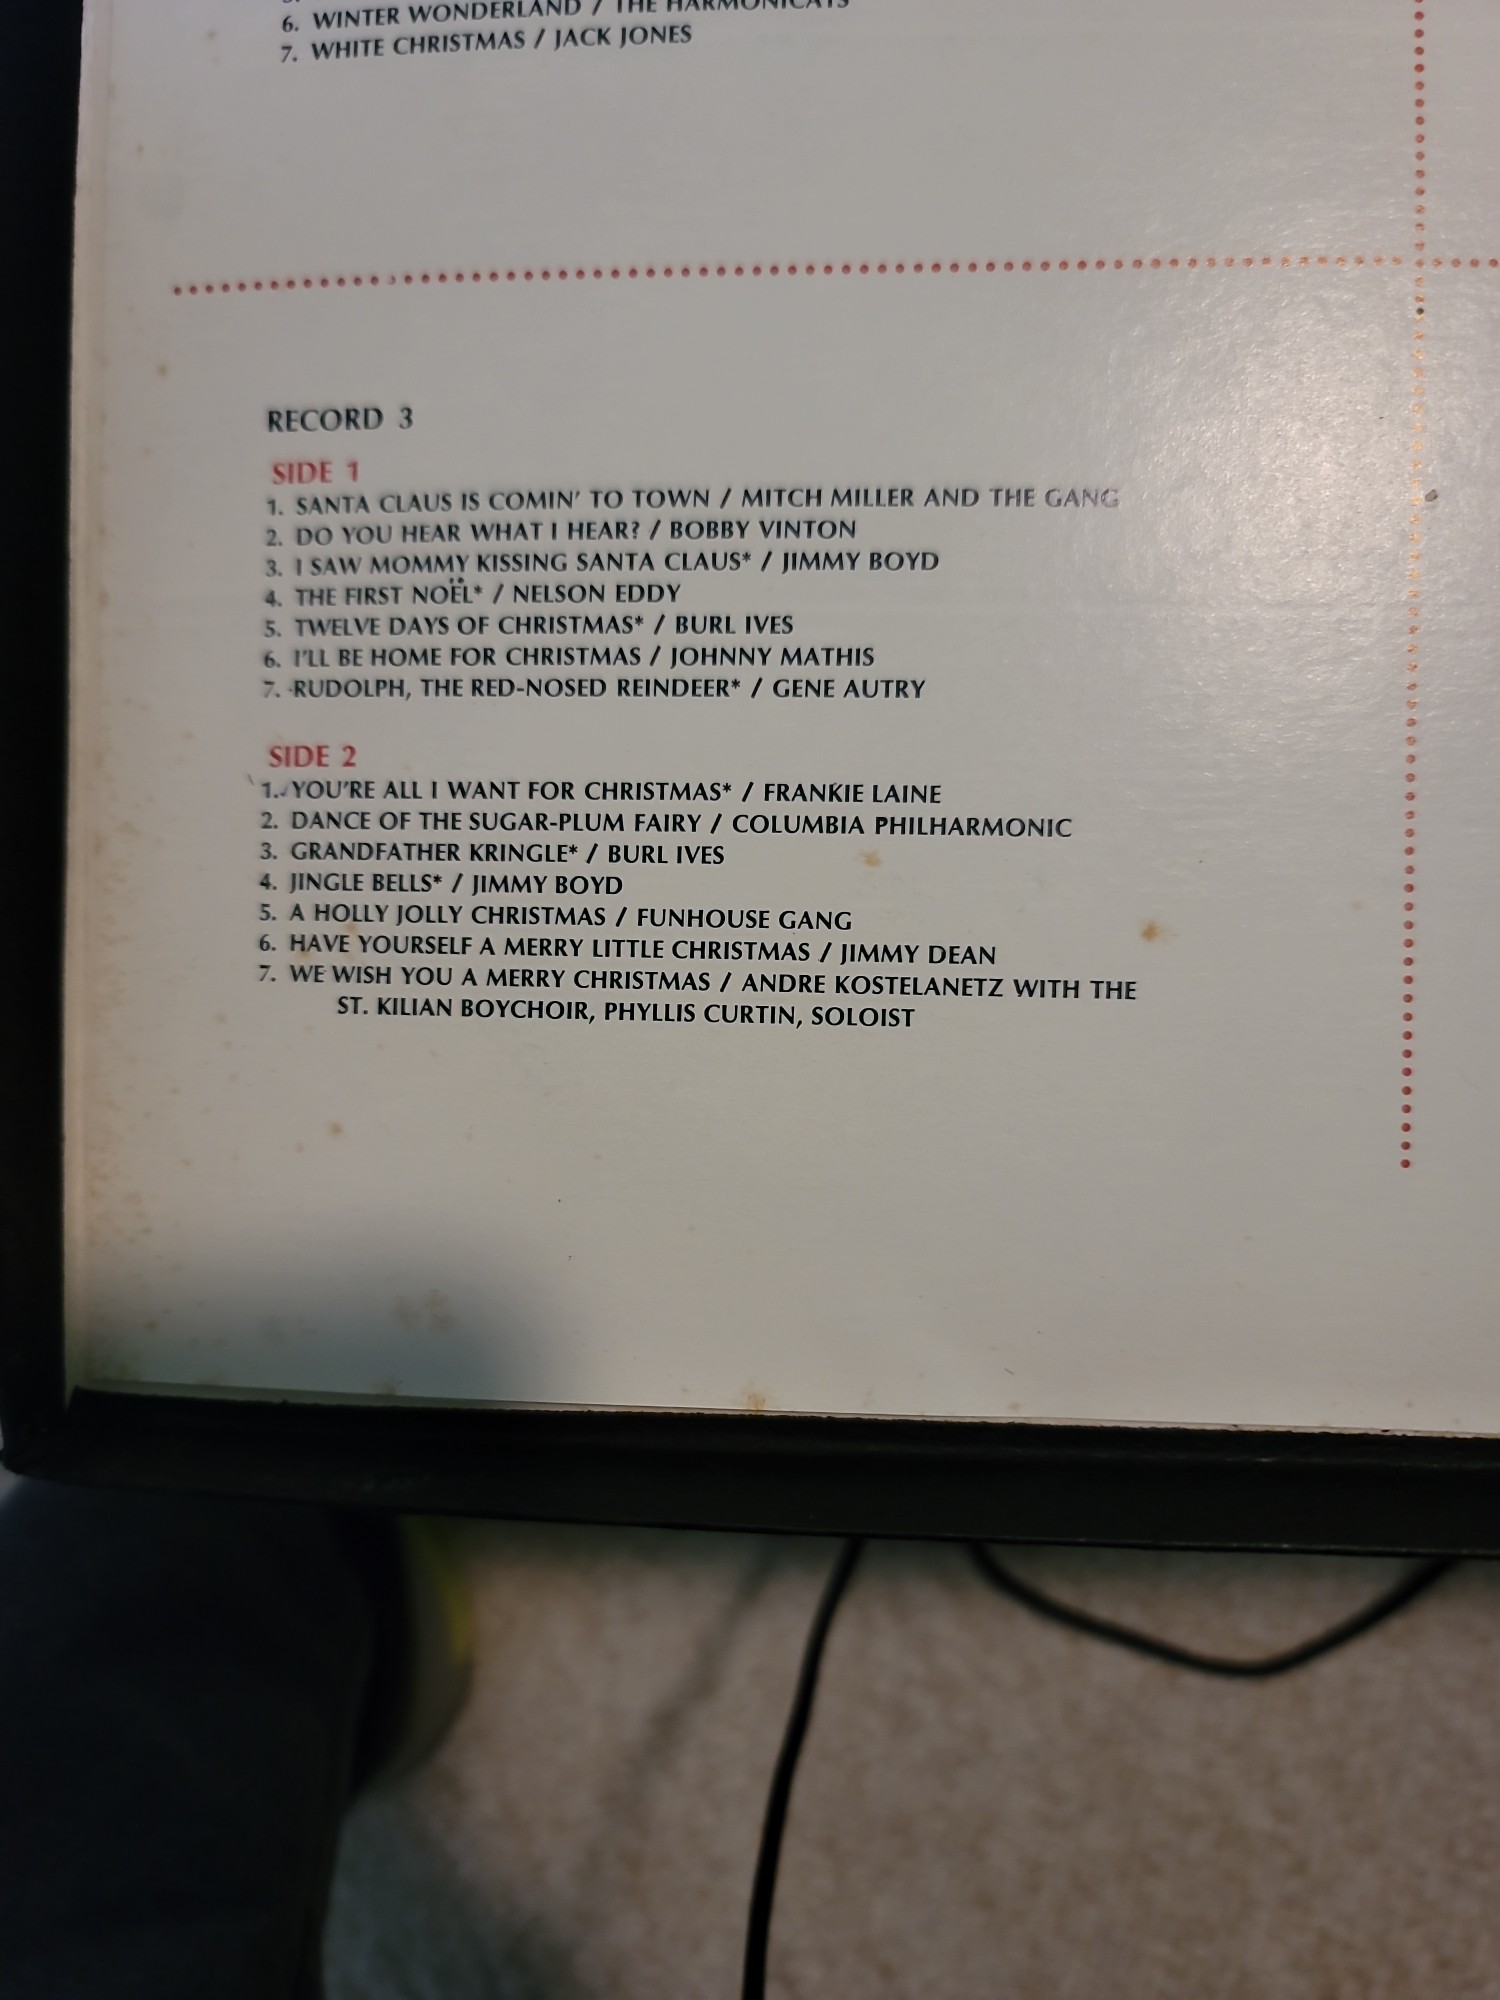 6. WINTER WONDERLAND / THE HARMONICATS
7. WHITE CHRISTMAS / JACK JONES
RECORD 3
SIDE 1
1. SANTA CLAUS IS COMIN' TO TOWN / MITCH MILLER AND THE GANG
2. DO YOU HEAR WHAT I HEAR? / BOBBY VINTON
3. I SAW MOMMY KISSING SANTA CLAUS* / JIMMY BOYD
4. THE FIRST NOËL* / NELSON EDDY
5. TWELVE DAYS OF CHRISTMAS* / BURL IVES
6. I'LL BE HOME FOR CHRISTMAS / JOHNNY MATHIS
7. RUDOLPH, THE RED-NOSED REINDEER* / GENE AUTRY
SIDE 2
1. YOU'RE ALL I WANT FOR CHRISTMAS* / FRANKIE LAINE
2. DANCE OF THE SUGAR-PLUM FAIRY / COLUMBIA PHILHARMONIC
3. GRANDFATHER KRINGLE* / BURL IVES
4. JINGLE BELLS* / JIMMY BOYD
5. A HOLLY JOLLY CHRISTMAS / FUNHOUSE GANG
6. HAVE YOURSELF A MERRY LITTLE CHRISTMAS / JIMMY DEAN
7. WE WISH YOU A MERRY CHRISTMAS / ANDRE KOSTELANETZ WITH THE
ST. KILIAN BOYCHOIR, PHYLLIS CURTIN, SOLOIST